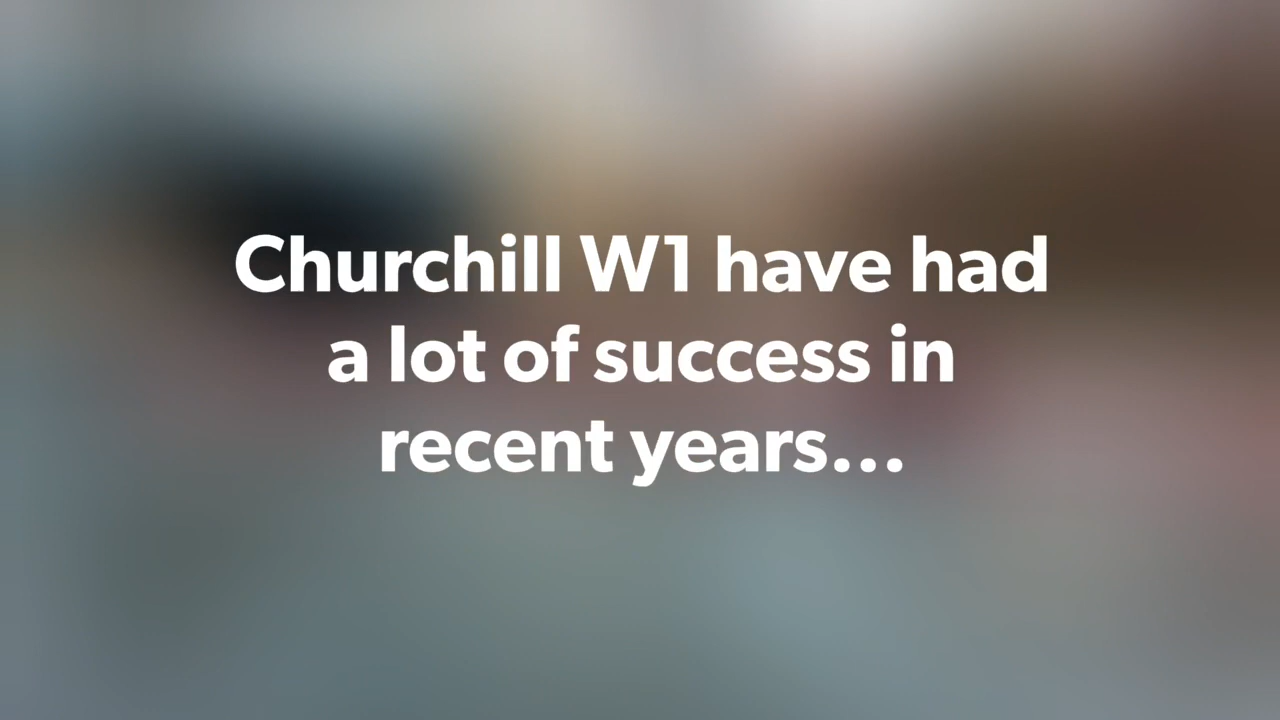 Churchill W1 have had
a lot of success in
recent years...